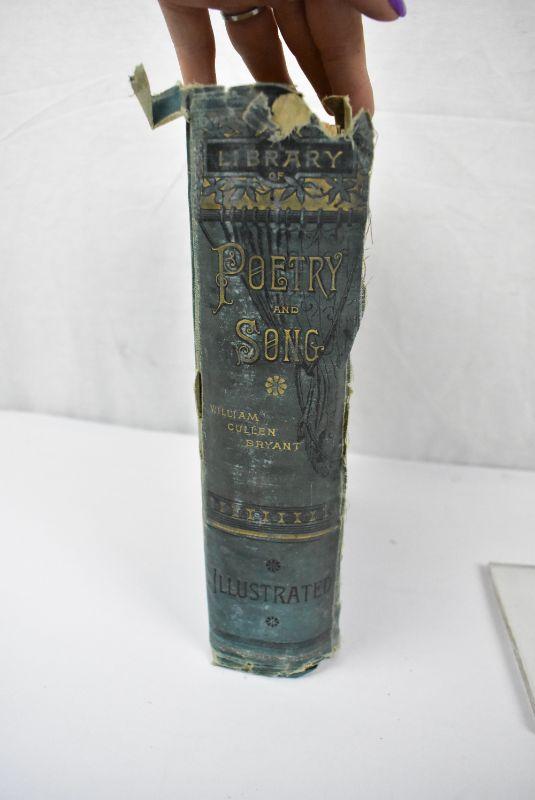 LIBRARY
OF
POETRY
AND
SONG
WILLIAM
CULLEN
BRYANT
ILLUSTRATED